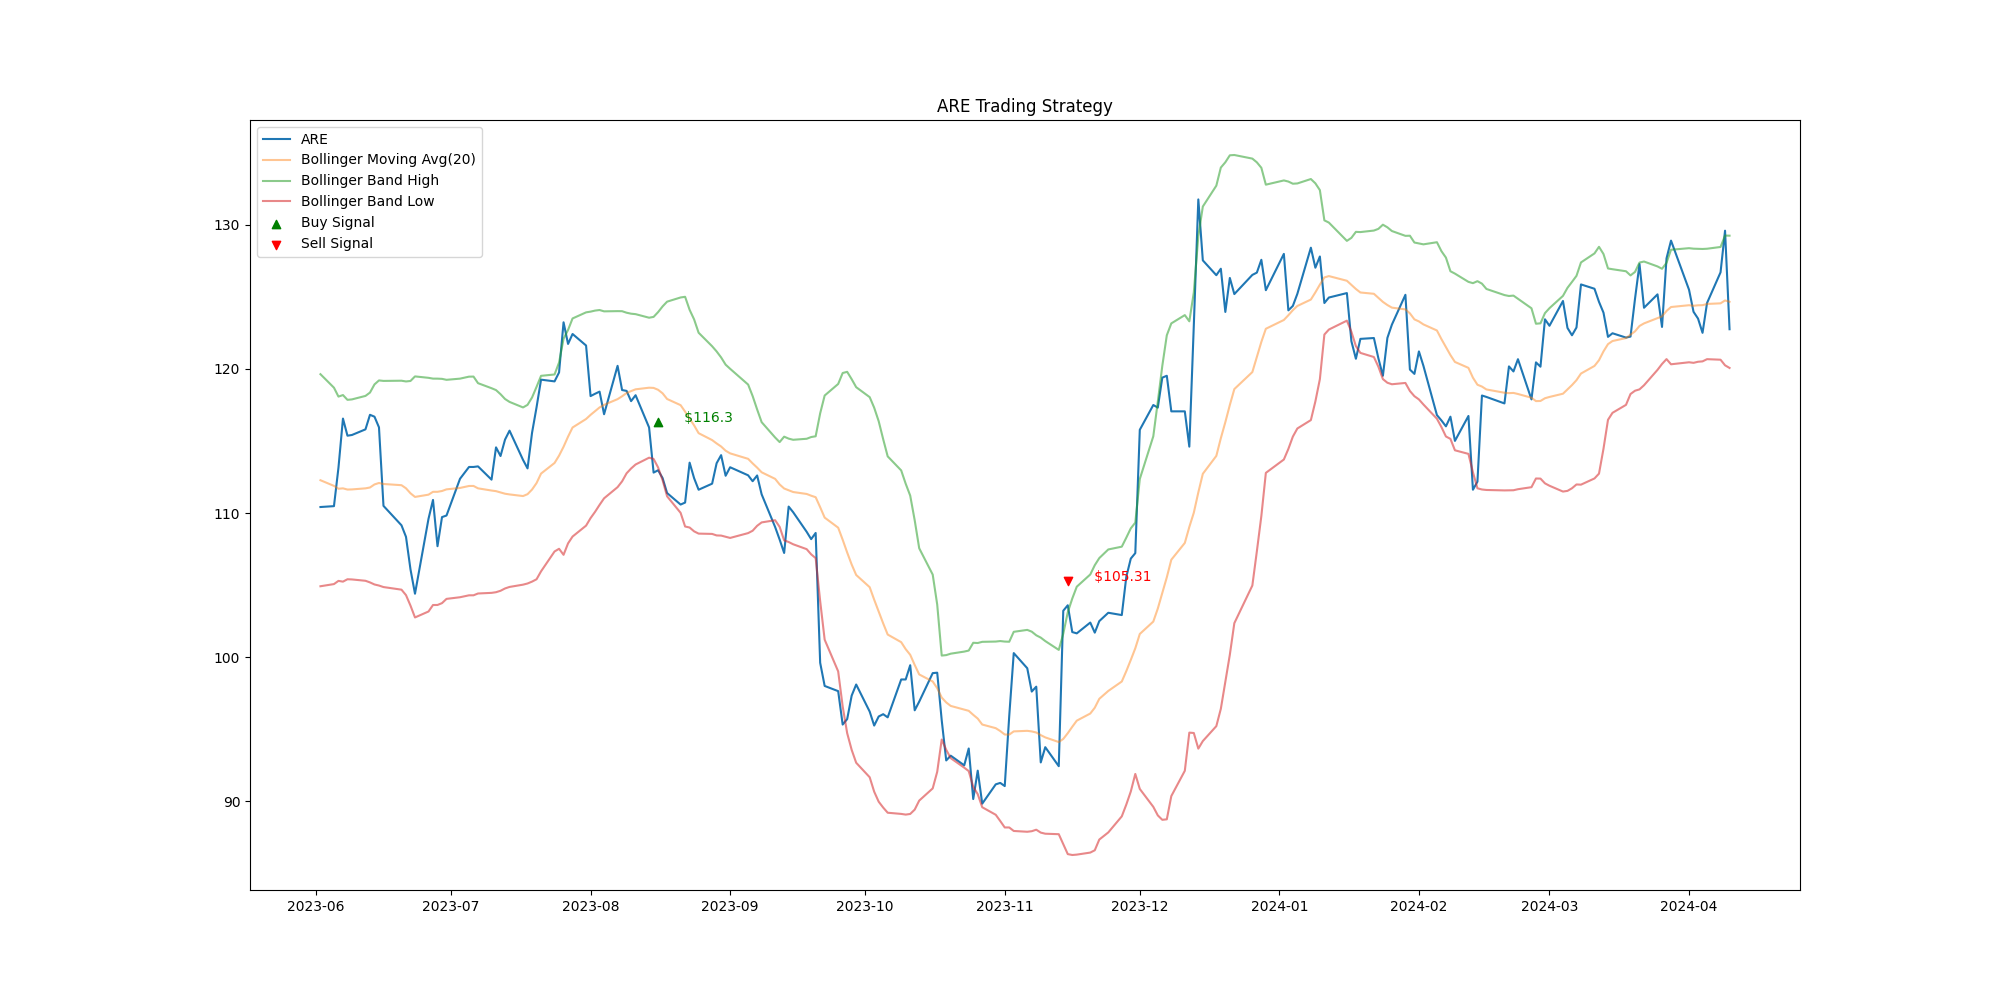 ARE Trading Strategy
ARE
Bollinger Moving Avg(20)
Bollinger Band High
Bollinger Band Low
Buy Signal
Sell Signal
130
120
110
100
90
$116.3
$105.31
2023-06 2023-07 2023-08 2023-09 2023-10 2023-11 2023-12 2024-01 2024-02 2024-03 2024-04